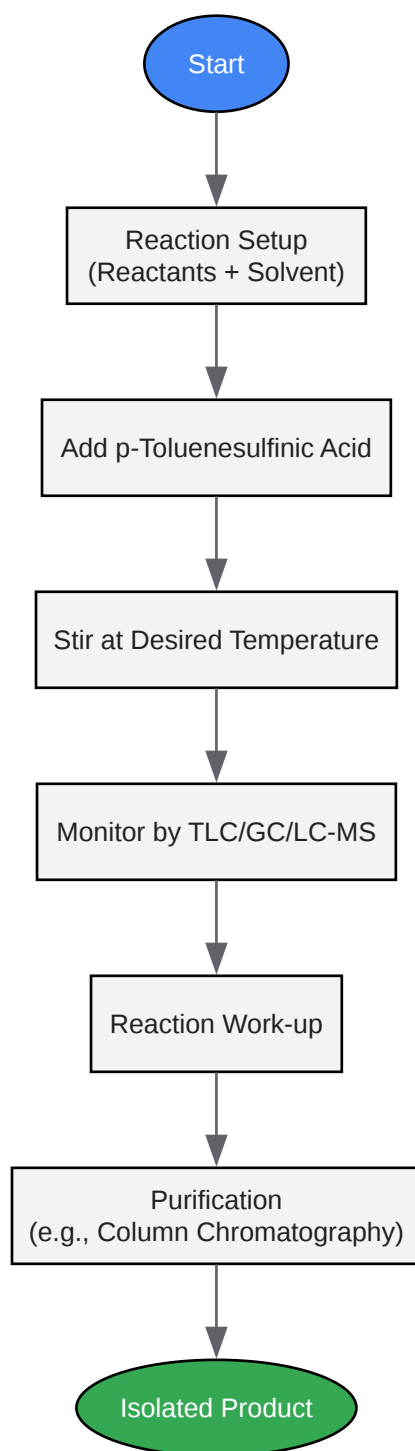 Start
Reaction Setup
(Reactants + Solvent)
Add p-Toluenesulfinic Acid
Stir at Desired Temperature
Monitor by TLC/GC/LC-MS
Reaction Work-up
Purification
(e.g., Column Chromatography)
Isolated Product